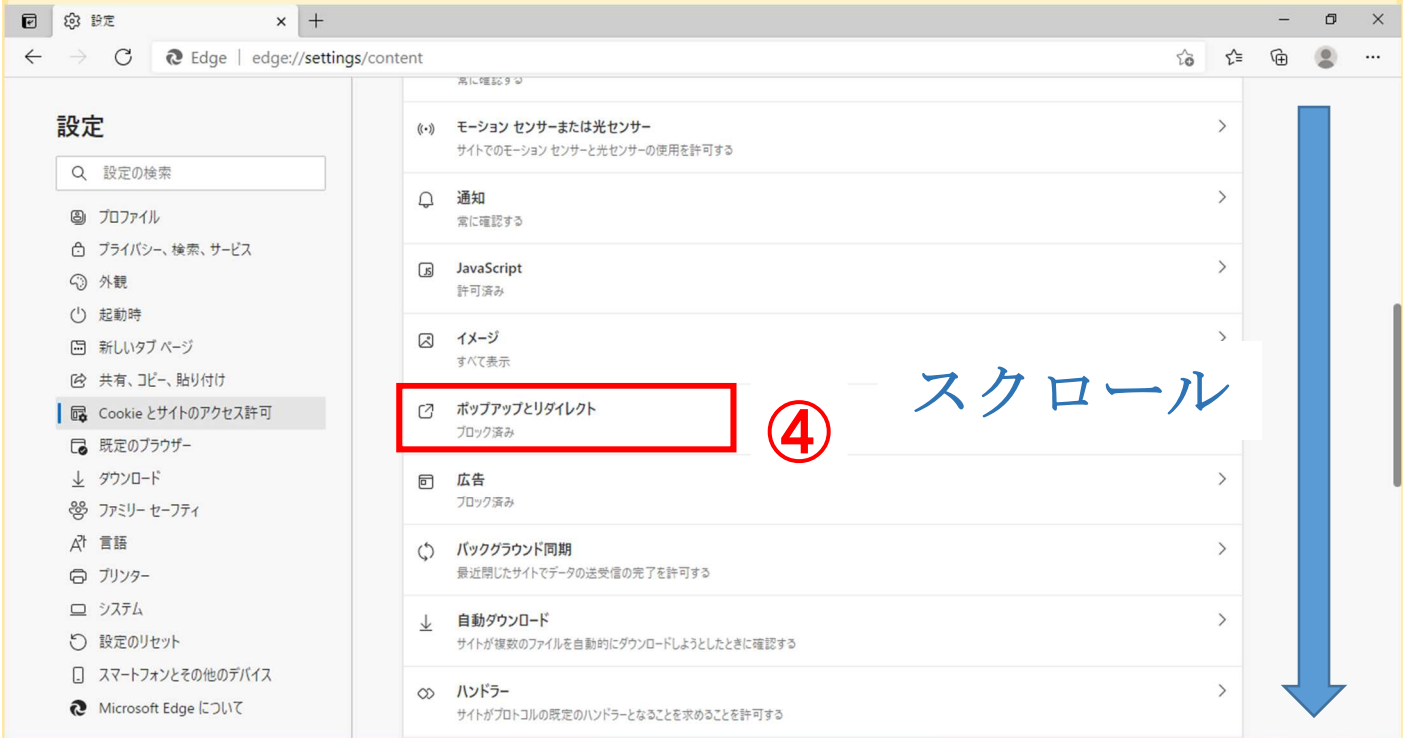 設定
Edge | edge://settings/content
設定
設定の検索
プロファイル
プライバシー、検索、サービス
外観
起動時
新しいタブ ページ
共有、コピー、貼り付け
Cookie とサイトのアクセス許可
既定のブラウザー
ダウンロード
ファミリー セーフティ
言語
プリンター
システム
設定のリセット
スマートフォンとその他のデバイス
Microsoft Edge について
常に確認する
モーション センサーまたは光センサー
サイトでのモーション センサーと光センサーの使用を許可する
通知
常に確認する
JavaScript
許可済み
イメージ
すべて表示
ポップアップとリダイレクト
ブロック済み
④
スクロール
広告
ブロック済み
バックグラウンド同期
最近閉じたサイトでデータの送受信の完了を許可する
自動ダウンロード
サイトが複数のファイルを自動的にダウンロードしようとしたときに確認する
ハンドラー
サイトがプロトコルの既定のハンドラーとなることを求めることを許可する